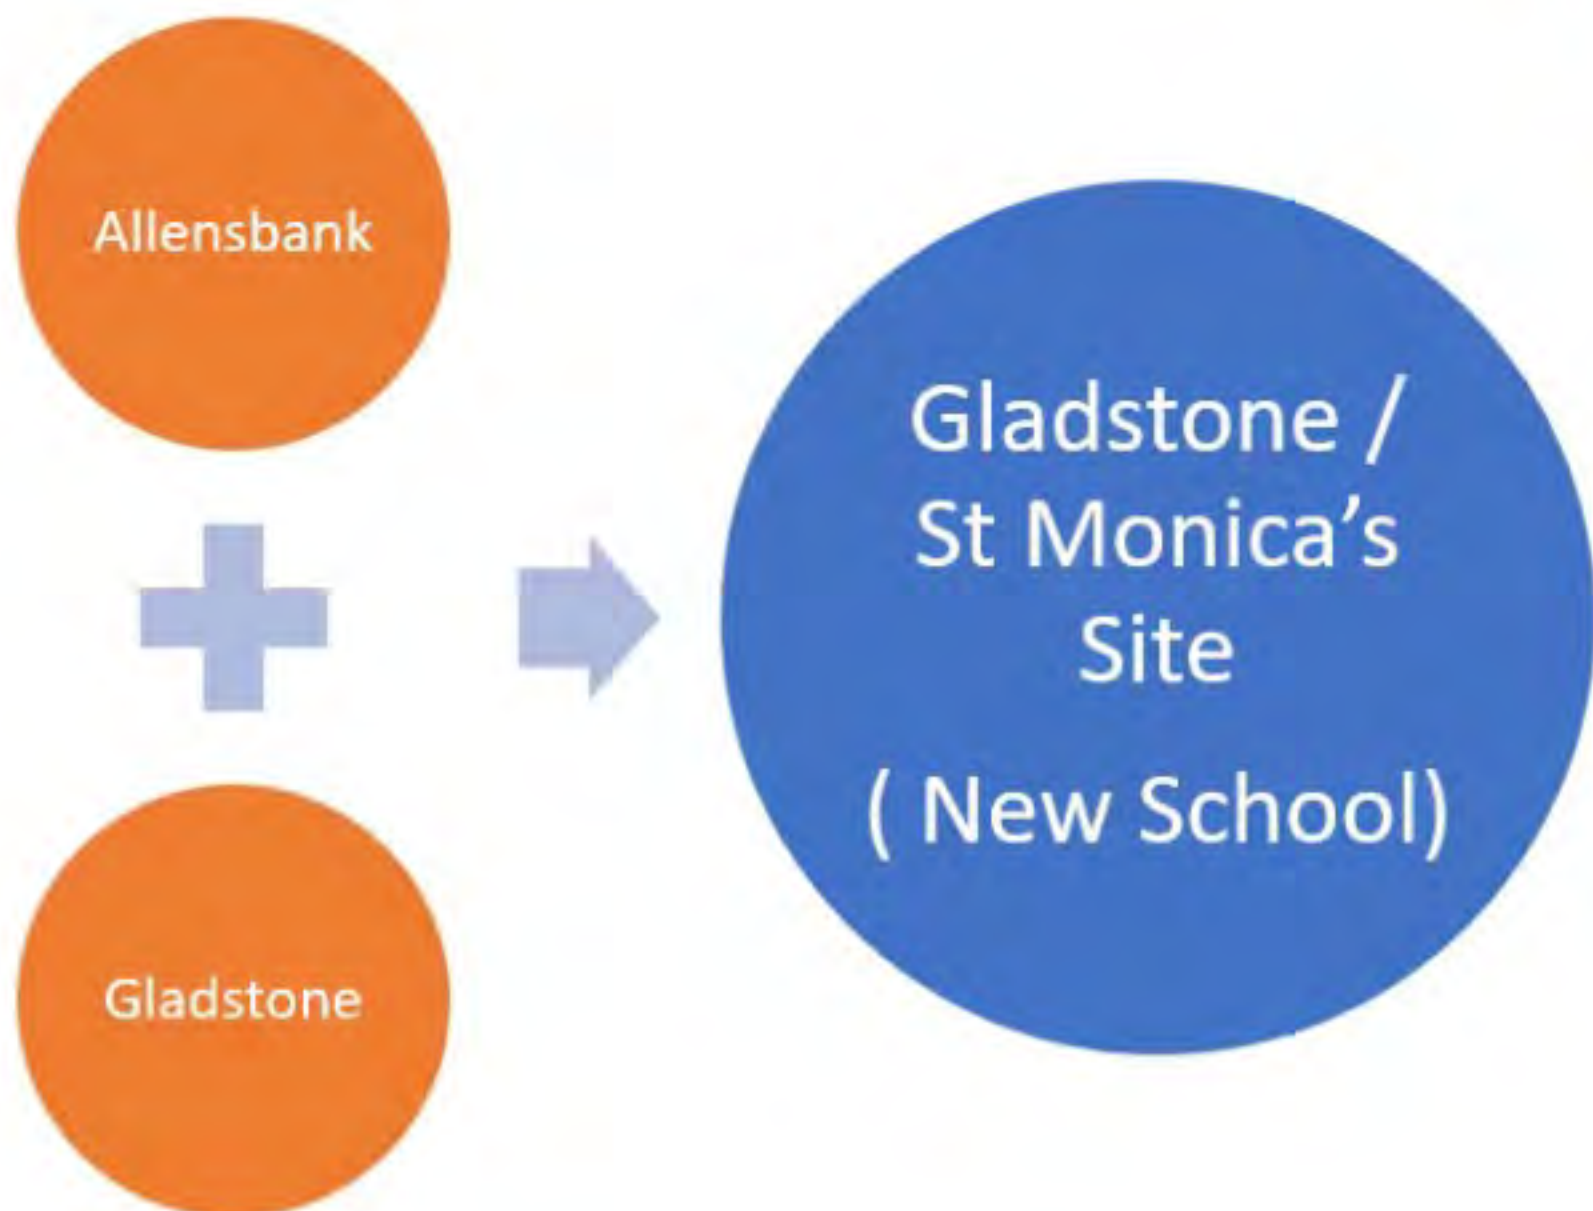 Allensbank
Gladstone
Gladstone /
St Monica’s
Site
( New School)